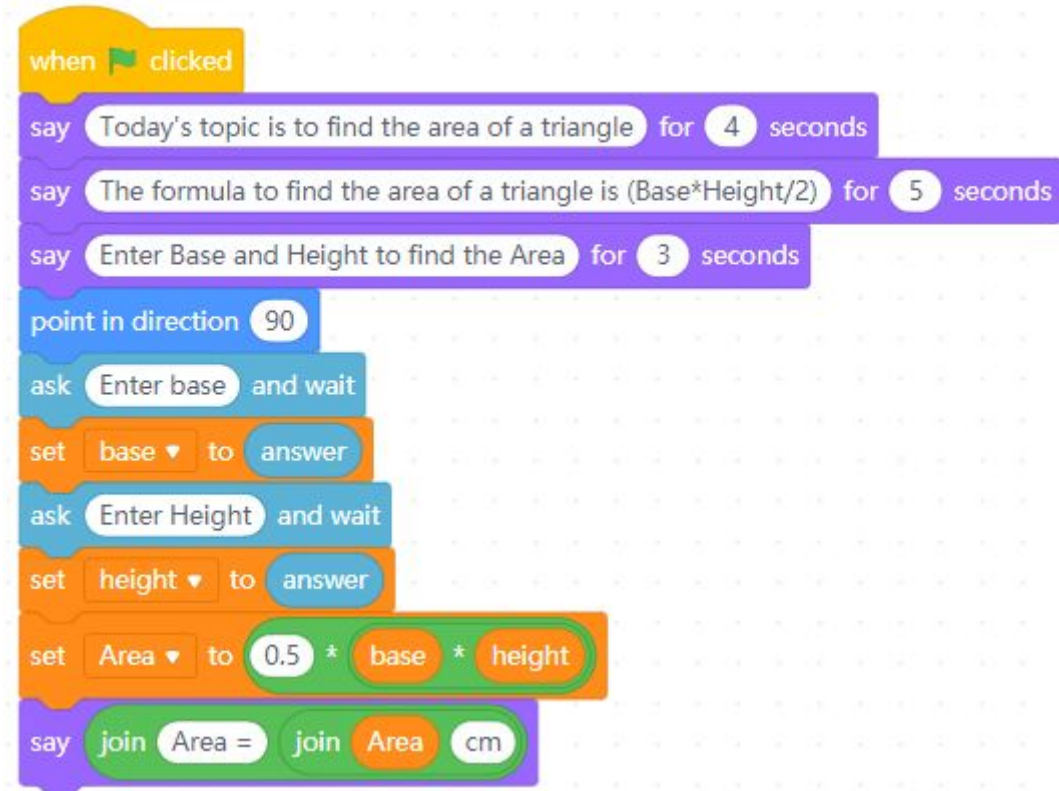 when clicked
say Today's topic is to find the area of a triangle for 4 seconds
say The formula to find the area of a triangle is (Base*Height/2) for 5 seconds
say Enter Base and Height to find the Area for 3 seconds
point in direction 90
ask Enter base and wait
set base to answer
ask Enter Height and wait
set height to answer
set Area to 0.5 * base * height
say join Area = join Area cm